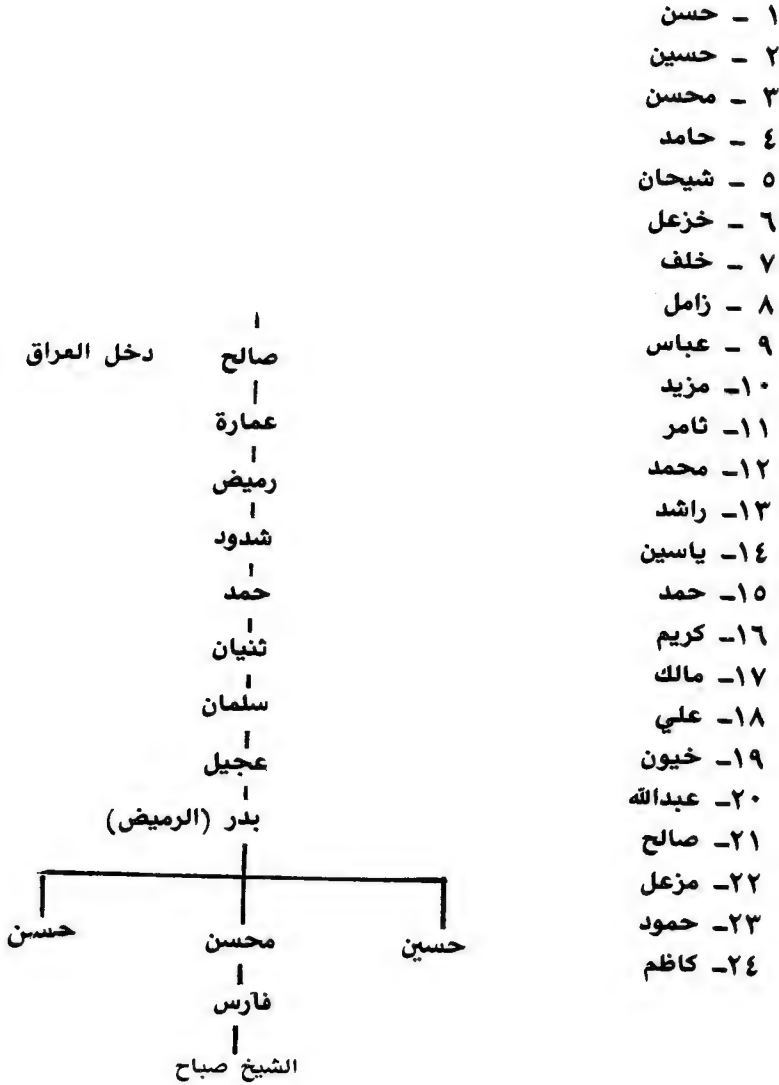 ١ - حسن
٢ - حسين
٣ - محسن
٤ - حامد
٥ - شيحان
٦ - خزعل
٧ - خلف
٨ - زامل
٩ - عباس
١٠- مزيد
١١- ثامر
١٢- محمد
١٣- راشد
١٤- ياسين
١٥- حمد
١٦- كريم
١٧- مالك
١٨- علي
١٩- خيون
٢٠- عبدالله
٢١- صالح
٢٢- مزعل
٢٣- حمود
٢٤- كاظم
صالح دخل العراق
عمارة
رميض
شدود
حمد
ثنيان
سلمان
عجيل
بدر (الرميض)
حسين محسن حسن
فارس
الشيخ صباح